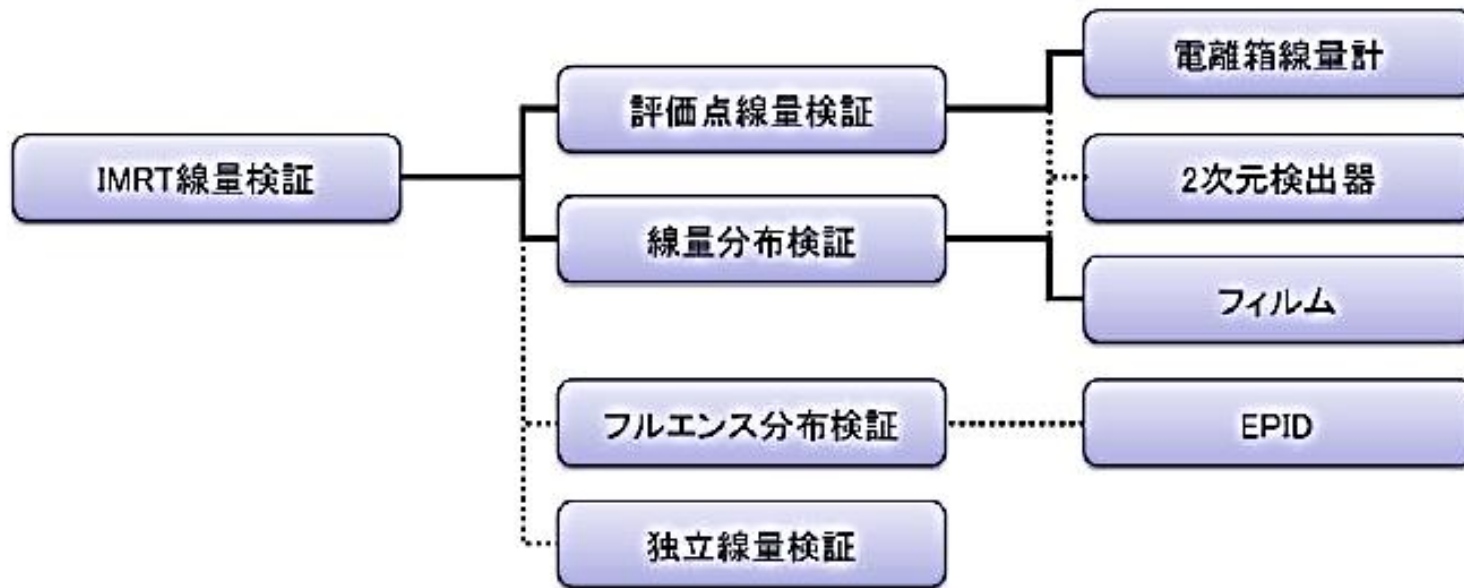 IMRT線量検証
評価点線量検証
線量分布検証
フルエンス分布検証
独立線量検証
電離箱線量計
2次元検出器
フィルム
EPID